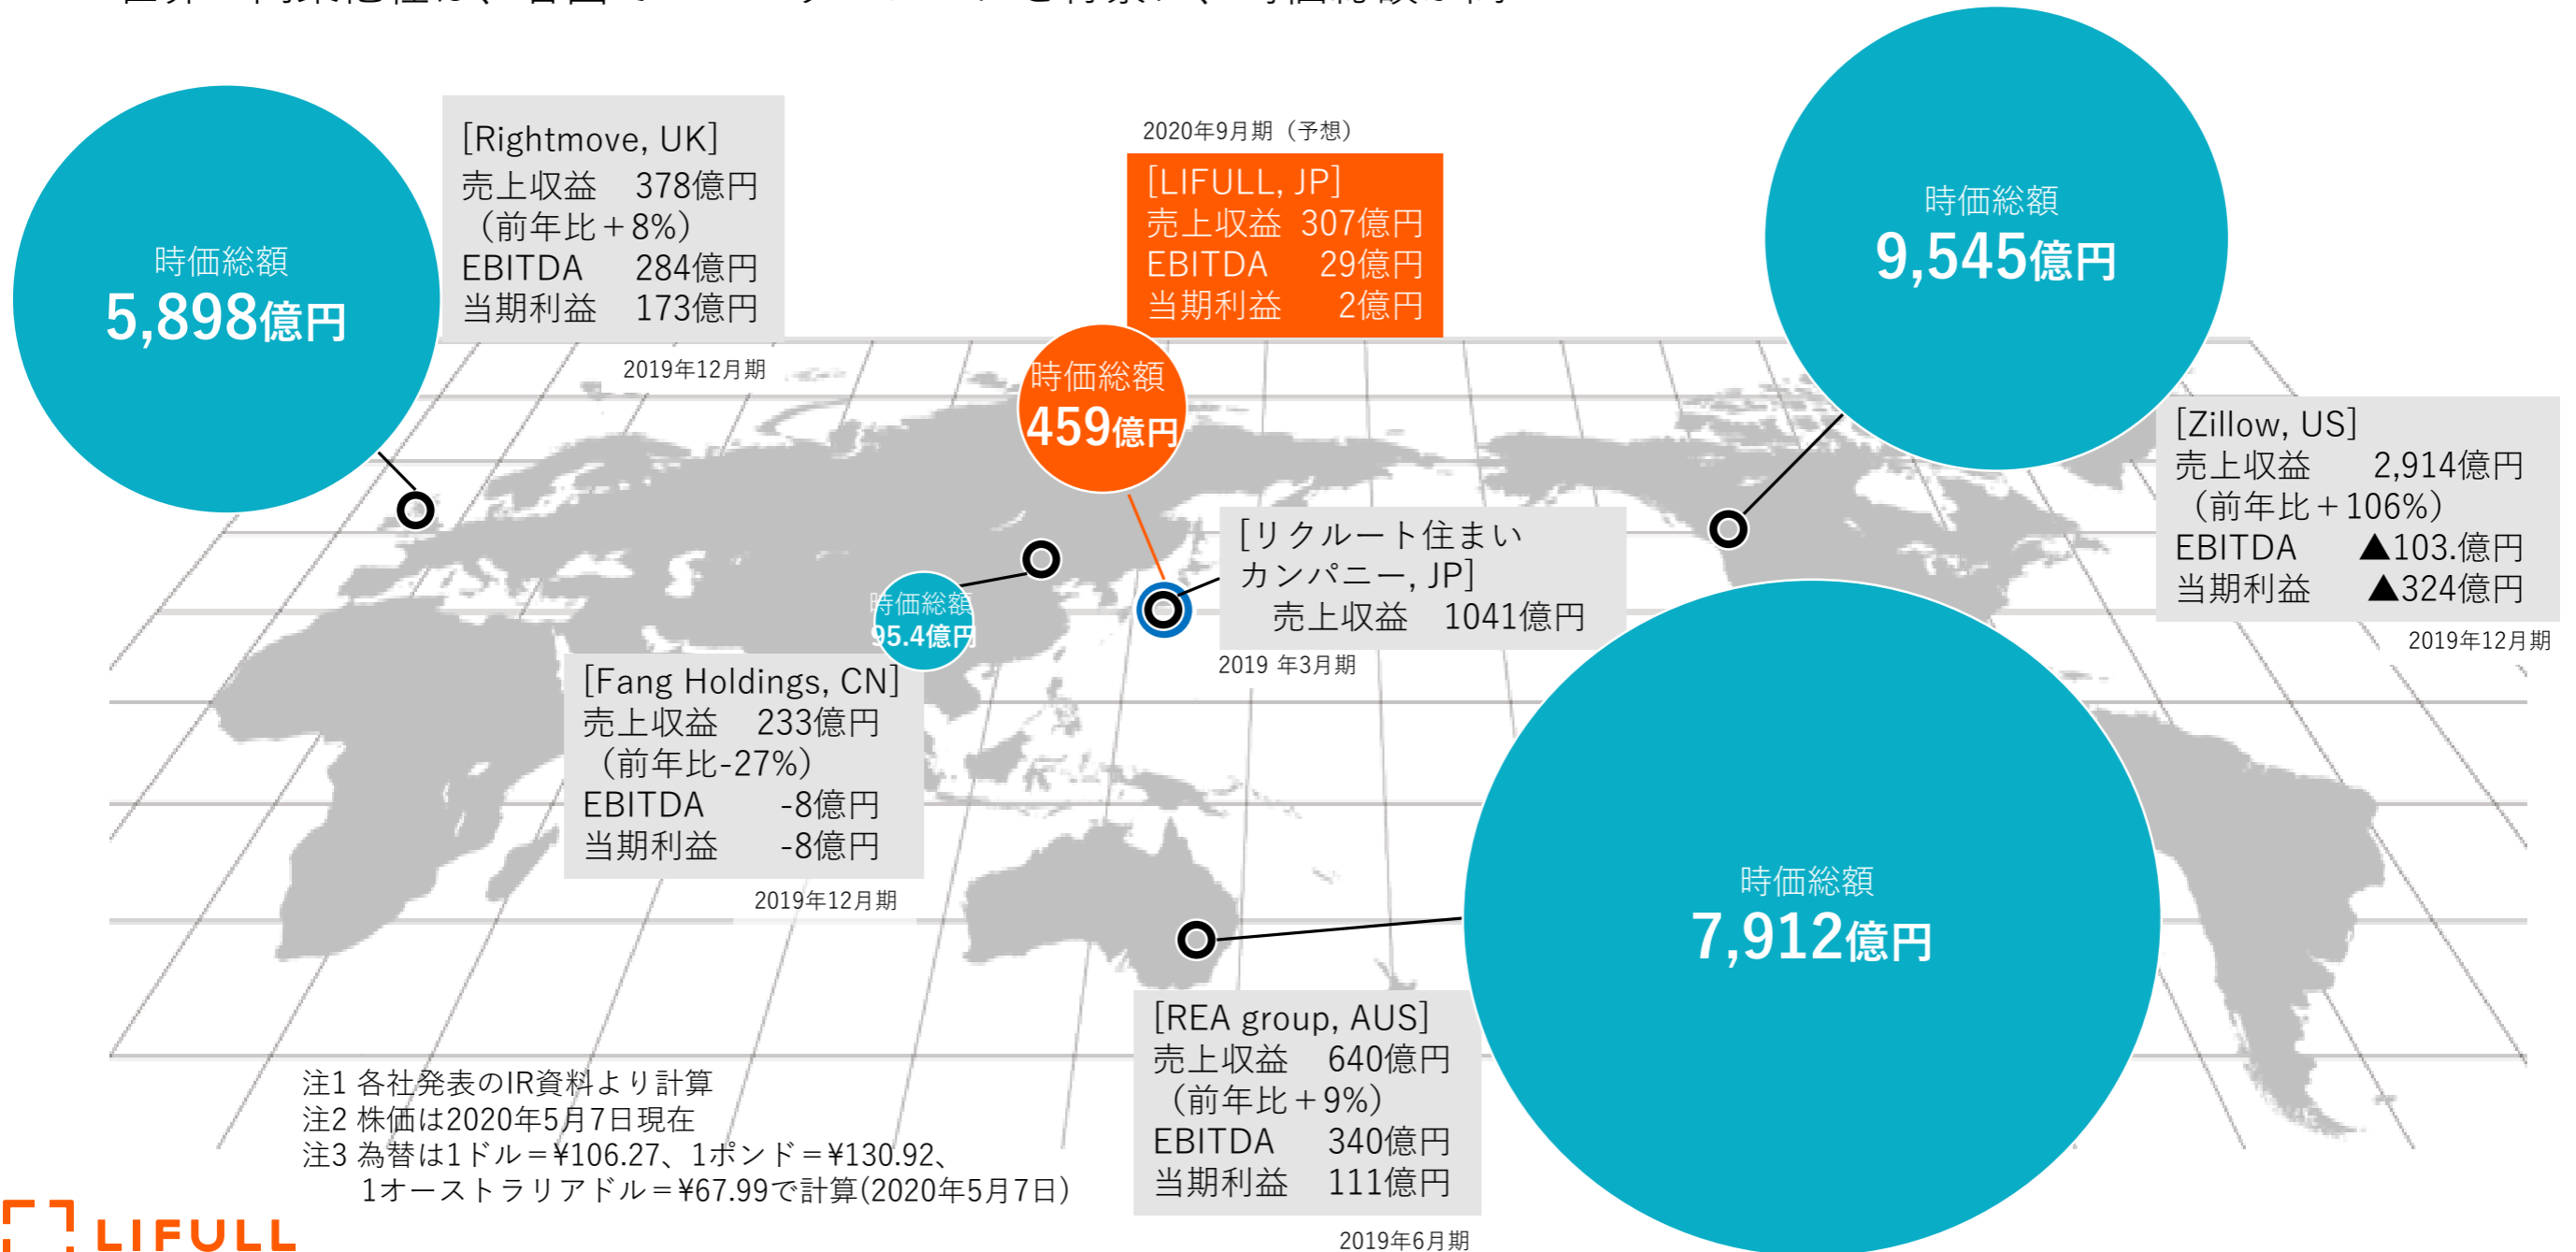 [Rightmove, UK]
売上収益 378億円
（前年比＋8%）
EBITDA 284億円
当期利益 173億円
2019年12月期
時価総額
5,898億円
2020年9月期（予想）
[LIFULL, JP]
売上収益 307億円
EBITDA 29億円
当期利益 2億円
時価総額
459億円
時価総額
9,545億円
[Zillow, US]
売上収益 2,914億円
（前年比＋106%）
EBITDA ▲103.億円
当期利益 ▲324億円
2019年12月期
[リクルート住まい
カンパニー, JP]
売上収益 1041億円
2019 年3月期
時価総額
95.4億円
[Fang Holdings, CN]
売上収益 233億円
（前年比-27%）
EBITDA -8億円
当期利益 -8億円
2019年12月期
時価総額
7,912億円
[REA group, AUS]
売上収益 640億円
（前年比＋9%）
EBITDA 340億円
当期利益 111億円
2019年6月期
注1 各社発表のIR資料より計算
注2 株価は2020年5月7日現在
注3 為替は1ドル＝¥106.27、1ポンド＝¥130.92、
1オーストラリアドル＝¥67.99で計算(2020年5月7日)
LIFULL